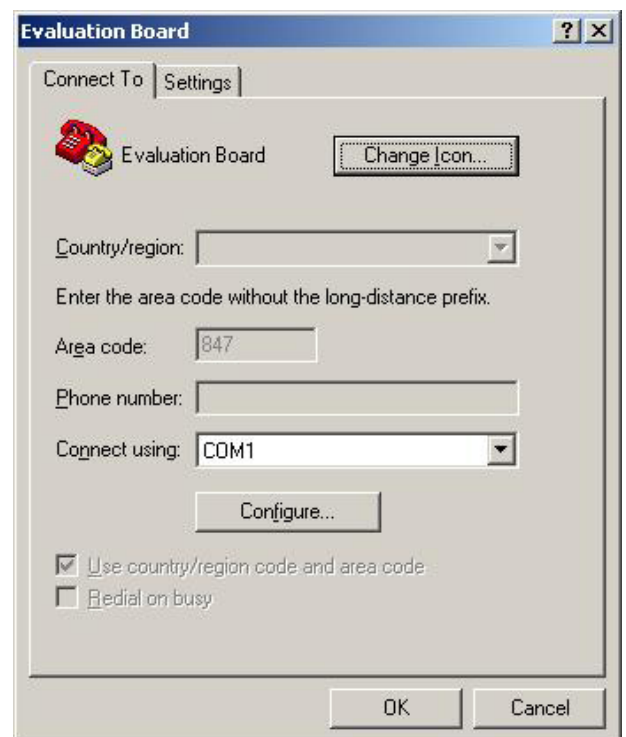 Evaluation Board
Connect To Settings
Evaluation Board Change Icon...
Country/region:
Enter the area code without the long-distance prefix.
Area code: 847
Phone number:
Connect using: COM1
Configure...
Use country/region code and area code
Redial on busy
OK Cancel